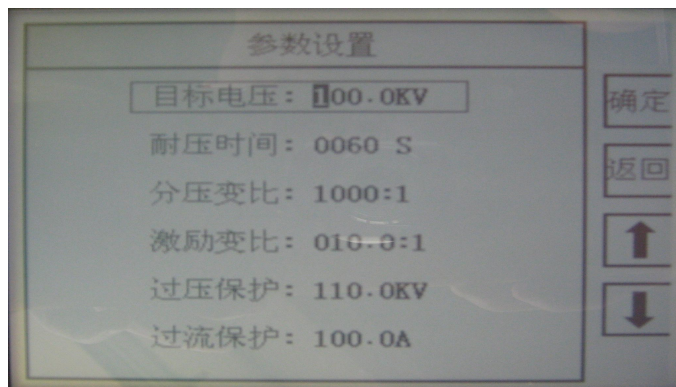 参数设置
目标电压：100.0KV
耐压时间：0060 S
分压变比：1000:1
激励变比：010.0:1
过压保护：110.0KV
过流保护：100.0A
确定
返回